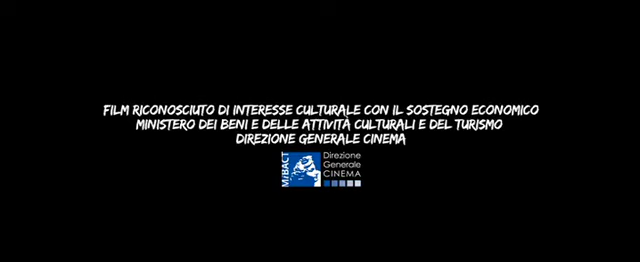 FILM RICONOSCIUTO DI INTERESSE CULTURALE CON IL SOSTEGNO ECONOMICO
MINISTERO DEI BENI E DELLE ATTIVITÀ CULTURALI E DEL TURISMO
DIREZIONE GENERALE CINEMA
MiBACT
Direzione
Generale
CINEMA